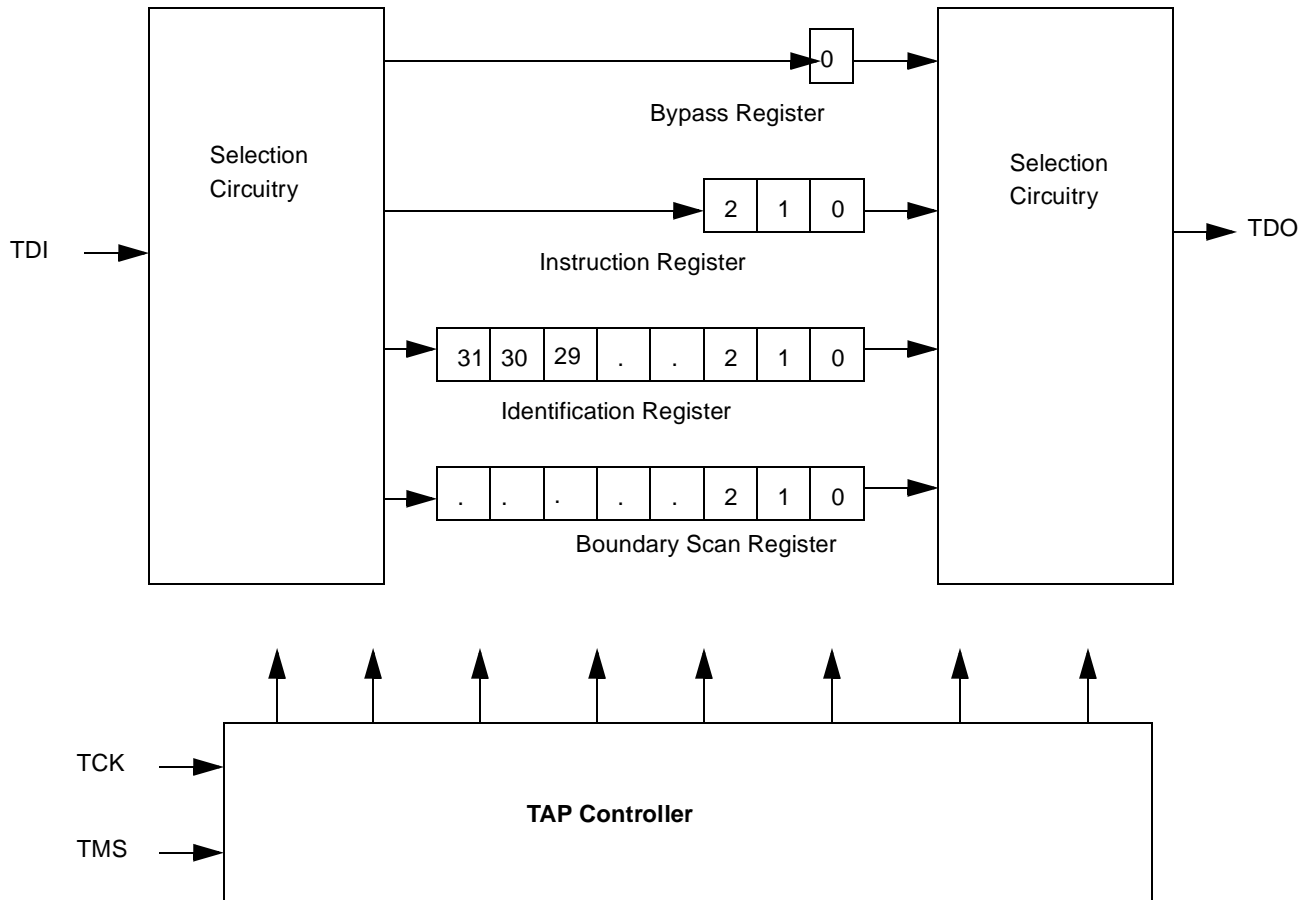 0
Bypass Register
Selection
Circuitry
Selection
Circuitry
2 1 0
TDI
TDO
Instruction Register
31 30 29 . . 2 1 0
Identification Register
. . . . . 2 1 0
Boundary Scan Register
TCK
TAP Controller
TMS